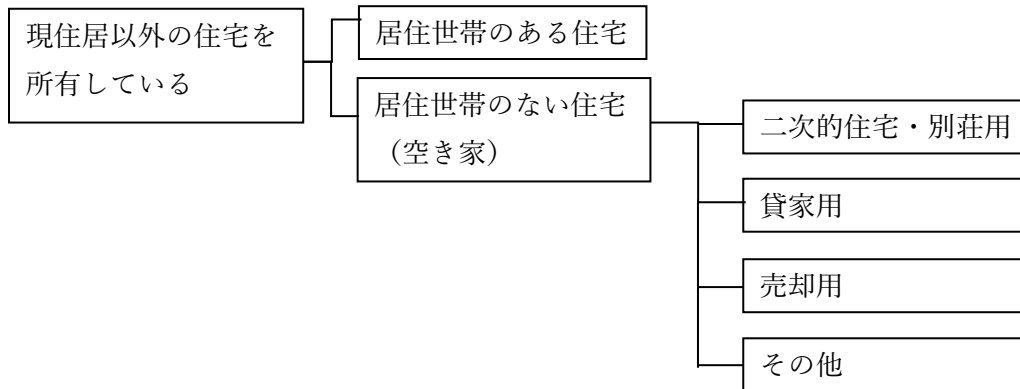 現住居以外の住宅を
所有している
居住世帯のある住宅
居住世帯のない住宅
（空き家）
二次的住宅・別荘用
貸家用
売却用
その他